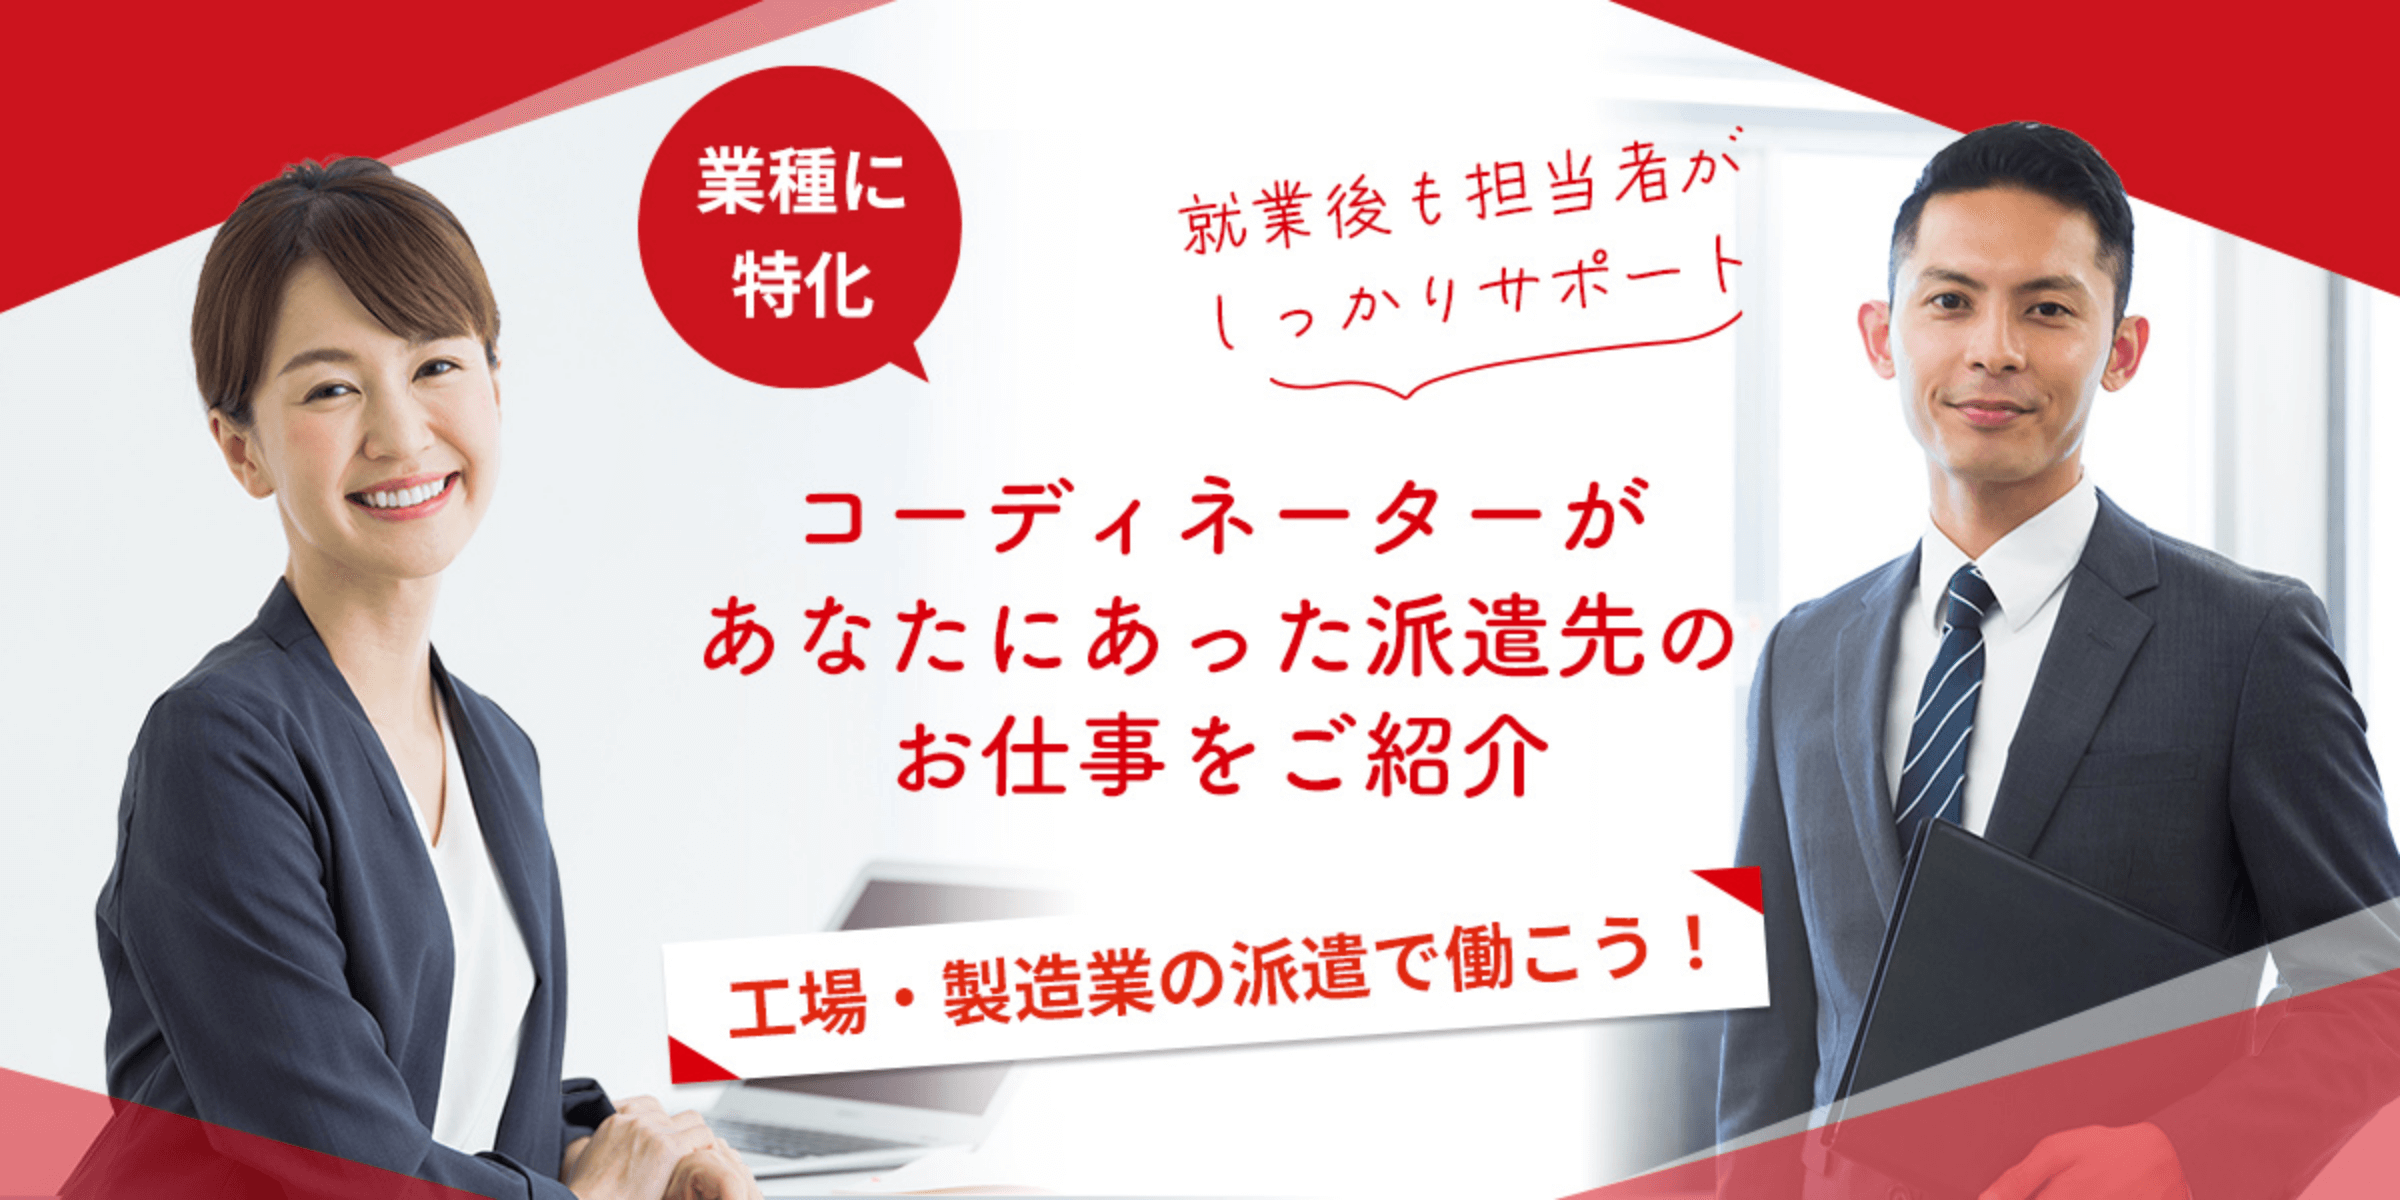 業種に
特化
就業後も担当者が
しっかりサポート
コーディネーターが
あなたにあった派遣先の
お仕事をご紹介
工場・製造業の派遣で働こう！